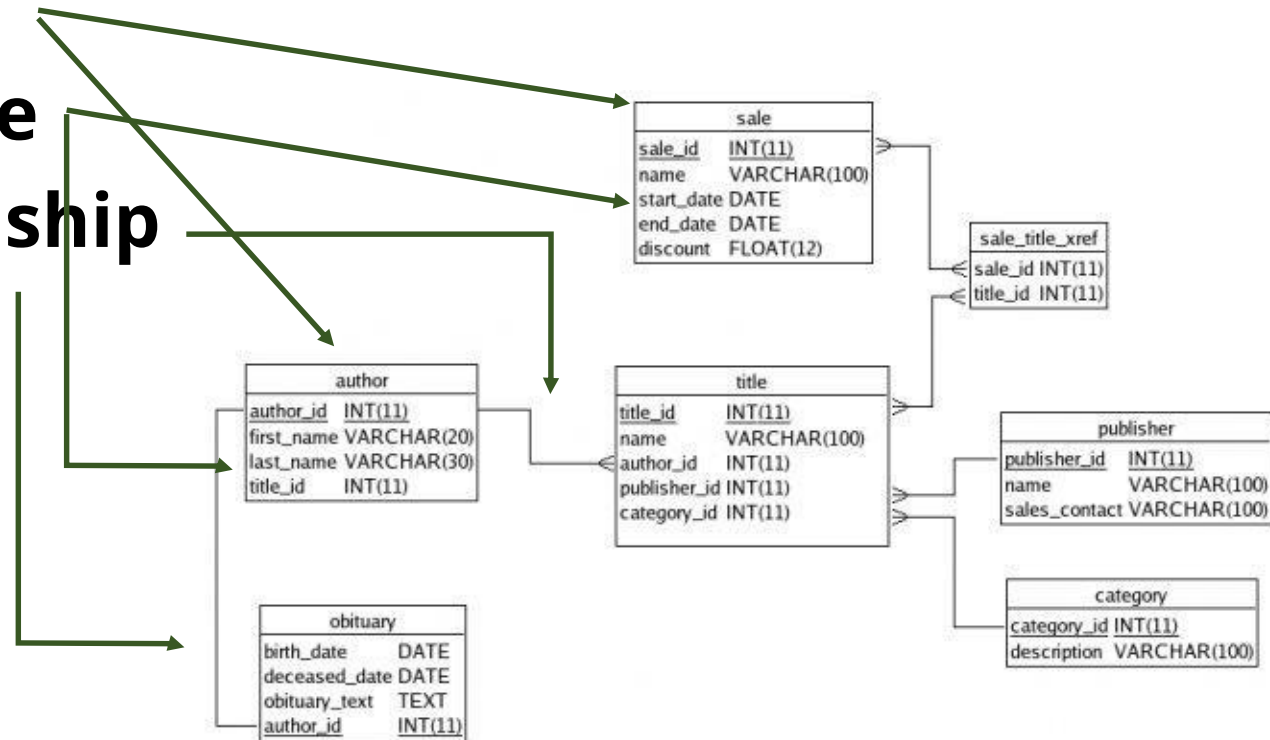 e
ship
sale
sale_id INT(11)
name VARCHAR(100)
start_date DATE
end_date DATE
discount FLOAT(12)
sale_title_xref
sale_id INT(11)
title_id INT(11)
author
author_id INT(11)
first_name VARCHAR(20)
last_name VARCHAR(30)
title_id INT(11)
title
title_id INT(11)
name VARCHAR(100)
author_id INT(11)
publisher_id INT(11)
category_id INT(11)
publisher
publisher_id INT(11)
name VARCHAR(100)
sales_contact VARCHAR(100)
category
category_id INT(11)
description VARCHAR(100)
obituary
birth_date DATE
deceased_date DATE
obituary_text TEXT
author_id INT(11)